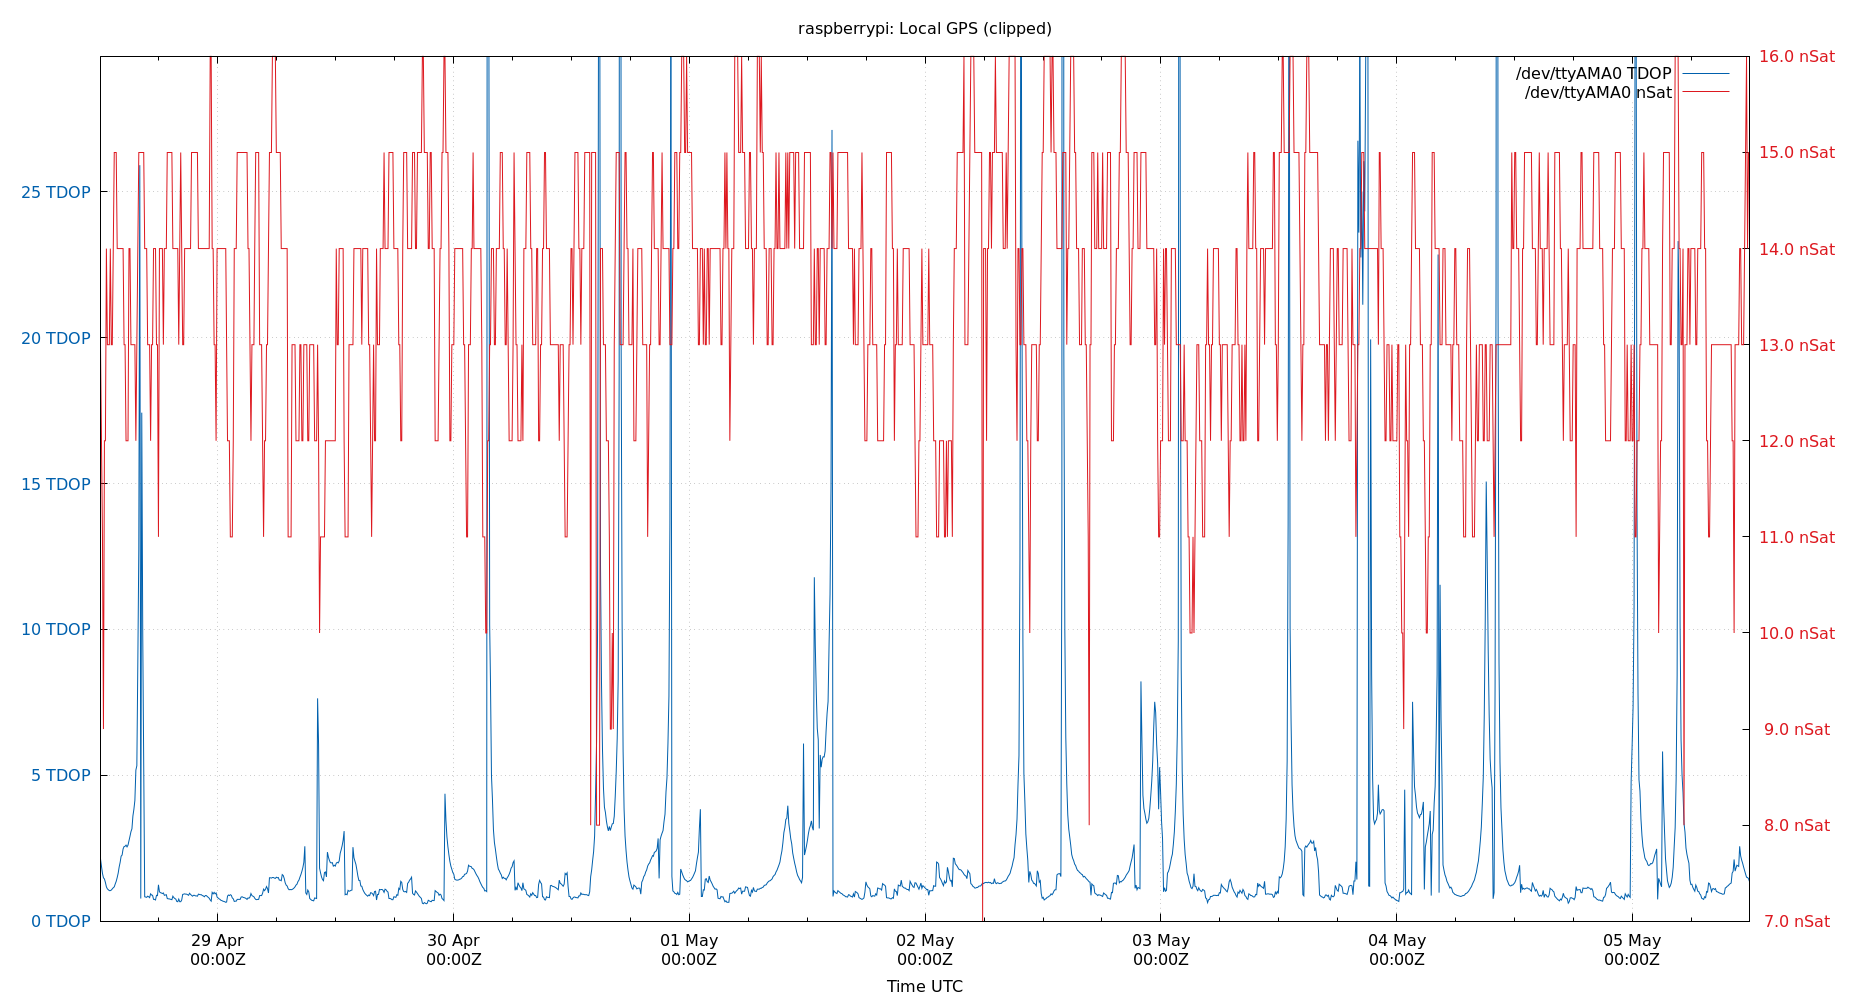 raspberrypi: Local GPS (clipped)
/dev/ttyAMA0 TDOP
/dev/ttyAMA0 nSat
25 TDOP
20 TDOP
15 TDOP
10 TDOP
5 TDOP
0 TDOP
16.0 nSat
15.0 nSat
14.0 nSat
13.0 nSat
12.0 nSat
11.0 nSat
10.0 nSat
9.0 nSat
8.0 nSat
7.0 nSat
29 Apr
00:00Z
30 Apr
00:00Z
01 May
00:00Z
02 May
00:00Z
03 May
00:00Z
04 May
00:00Z
05 May
00:00Z
Time UTC